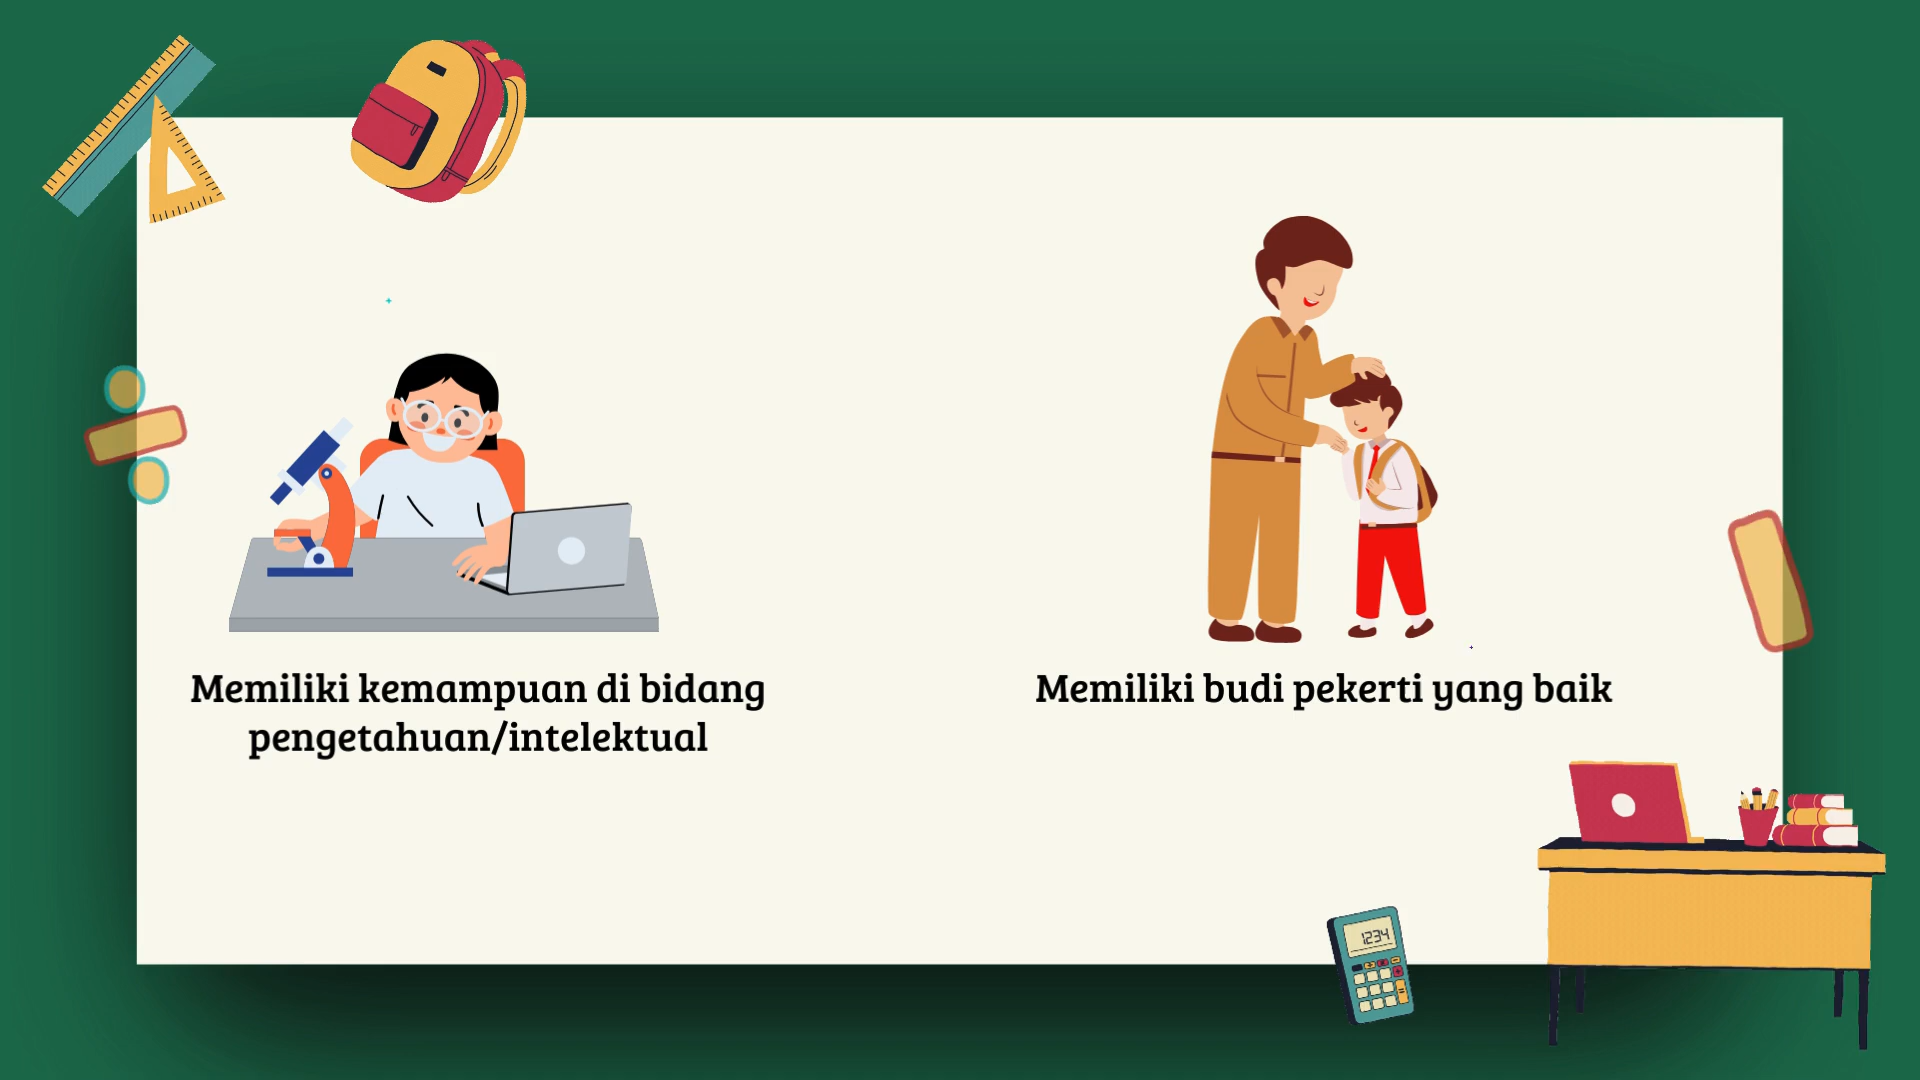 Memiliki kemampuan di bidang
pengetahuan/intelektual
Memiliki budi pekerti yang baik
1234